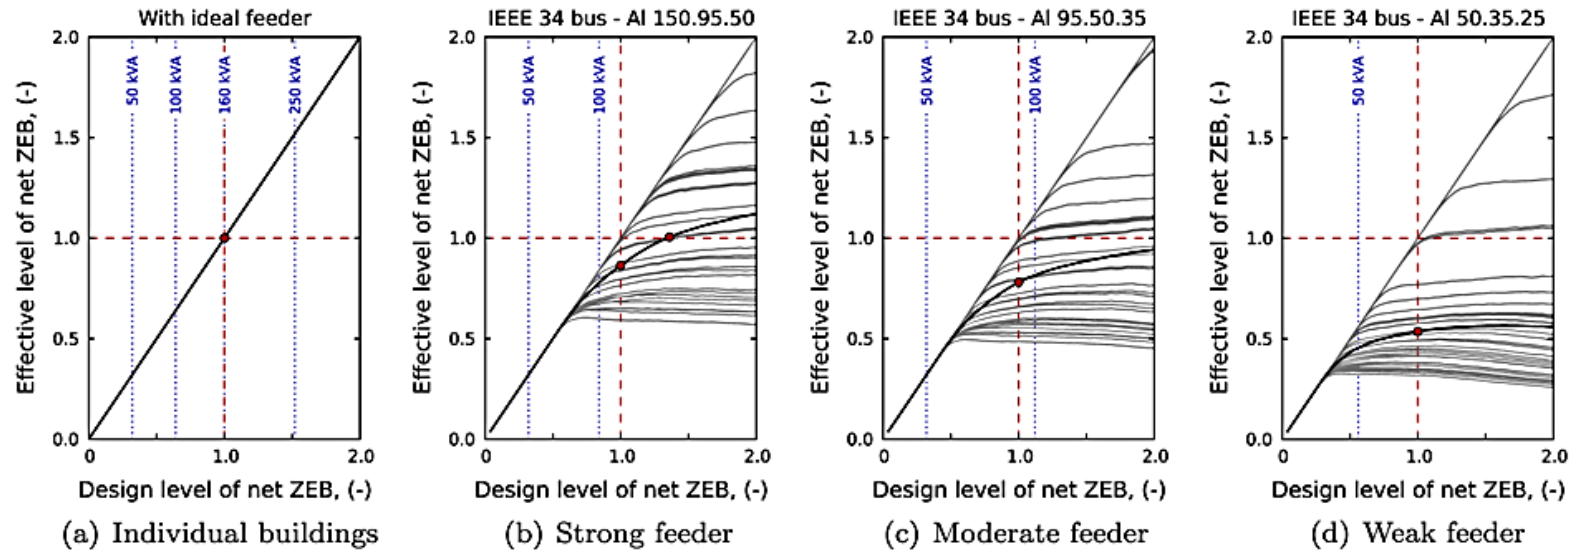 With ideal feeder
2.0
1.5
1.0
0.5
0.0
Effective level of net ZEB, (-)
50 kVA
100 kVA
160 kVA
250 kVA
0 1.0 2.0
Design level of net ZEB, (-)
(a) Individual buildings
IEEE 34 bus - Al 150.95.50
2.0
1.5
1.0
0.5
0.0
Effective level of net ZEB, (-)
50 kVA
100 kVA
0 1.0 2.0
Design level of net ZEB, (-)
(b) Strong feeder
IEEE 34 bus - Al 95.50.35
2.0
1.5
1.0
0.5
0.0
Effective level of net ZEB, (-)
50 kVA
100 kVA
0 1.0 2.0
Design level of net ZEB, (-)
(c) Moderate feeder
IEEE 34 bus - Al 50.35.25
2.0
1.5
1.0
0.5
0.0
Effective level of net ZEB, (-)
50 kVA
0 1.0 2.0
Design level of net ZEB, (-)
(d) Weak feeder